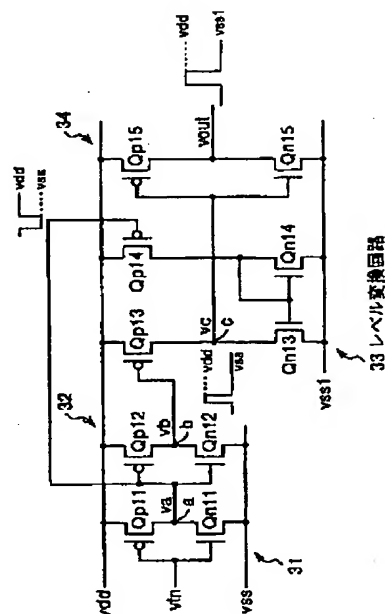 vdd
vss
32
34
vdd
Qp11
Qp12
Qp13
Qp14
Qp15
vdd
vtn
va
a
vb
b
vc
c
vout
vss1
vdd
vss
Qn11
Qn12
Qn13
Qn14
Qn15
vss
vss1
31
33 レベル変換回路